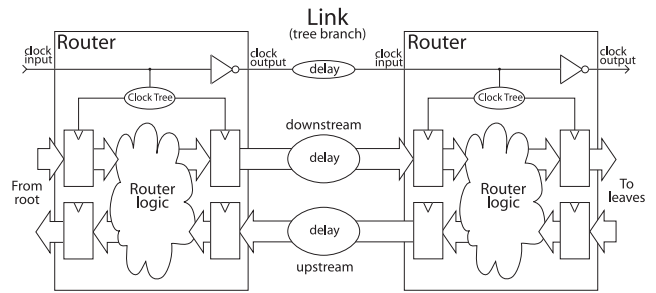 Link
(tree branch)
Router
Router
clock
input
clock
output
clock
input
clock
output
delay
Clock Tree
Clock Tree
downstream
delay
From
root
Router
logic
Router
logic
To
leaves
delay
upstream